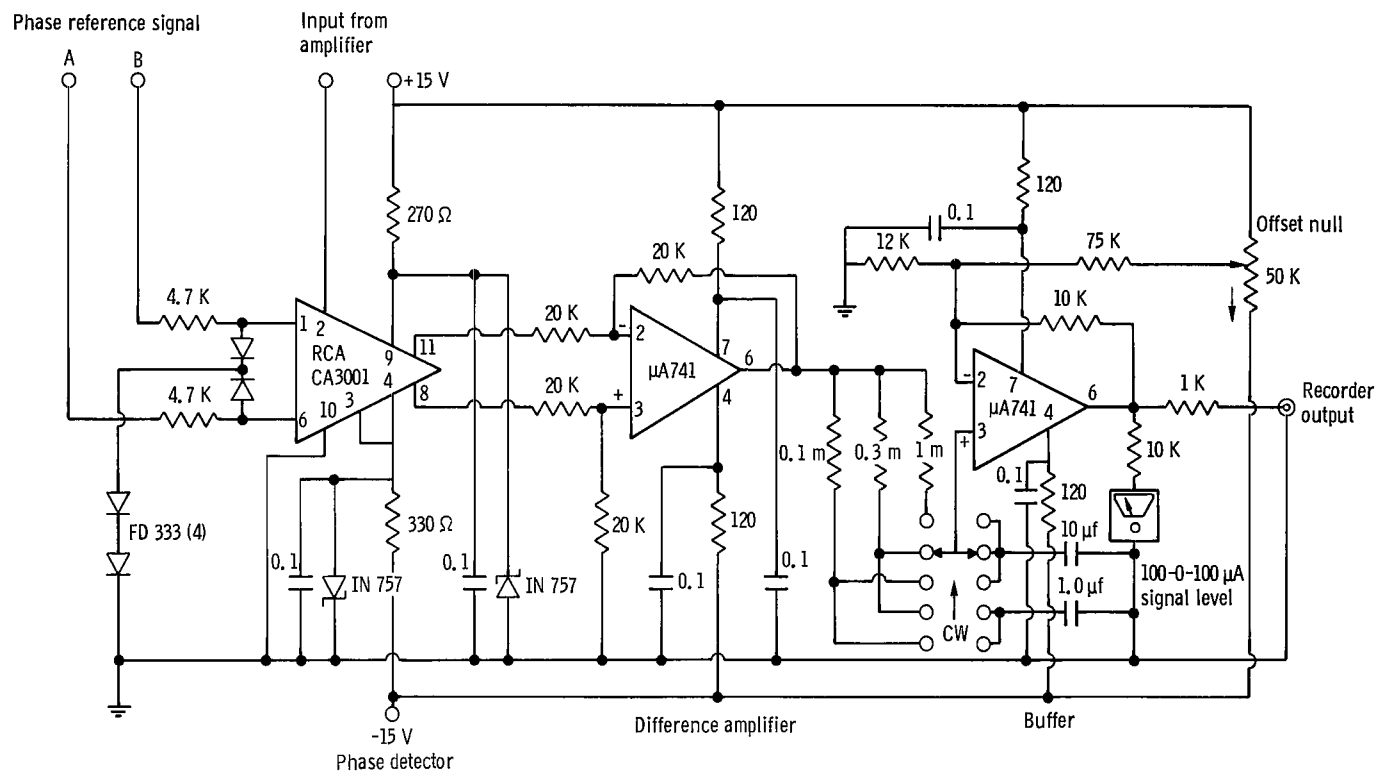 Phase reference signal
A
B
Input from
amplifier
+15 V
270 Ω
120
120
0.1
Offset null
12 K
75 K
50 K
20 K
10 K
4.7 K
1
2
RCA
CA3001
9
4
3
10
6
11
8
20 K
20 K
-
2
+
3
µA741
7
6
4
4.7 K
-
2
7
µA741
4
3
+
6
1 K
Recorder
output
0.1 m
0.3 m
1 m
10 K
0.1
120
FD 333 (4)
330 Ω
20 K
120
0.1
IN 757
0.1
IN 757
0.1
0.1
10 µf
1.0 µf
100-0-100 µA
signal level
CW
-15 V
Phase detector
Difference amplifier
Buffer